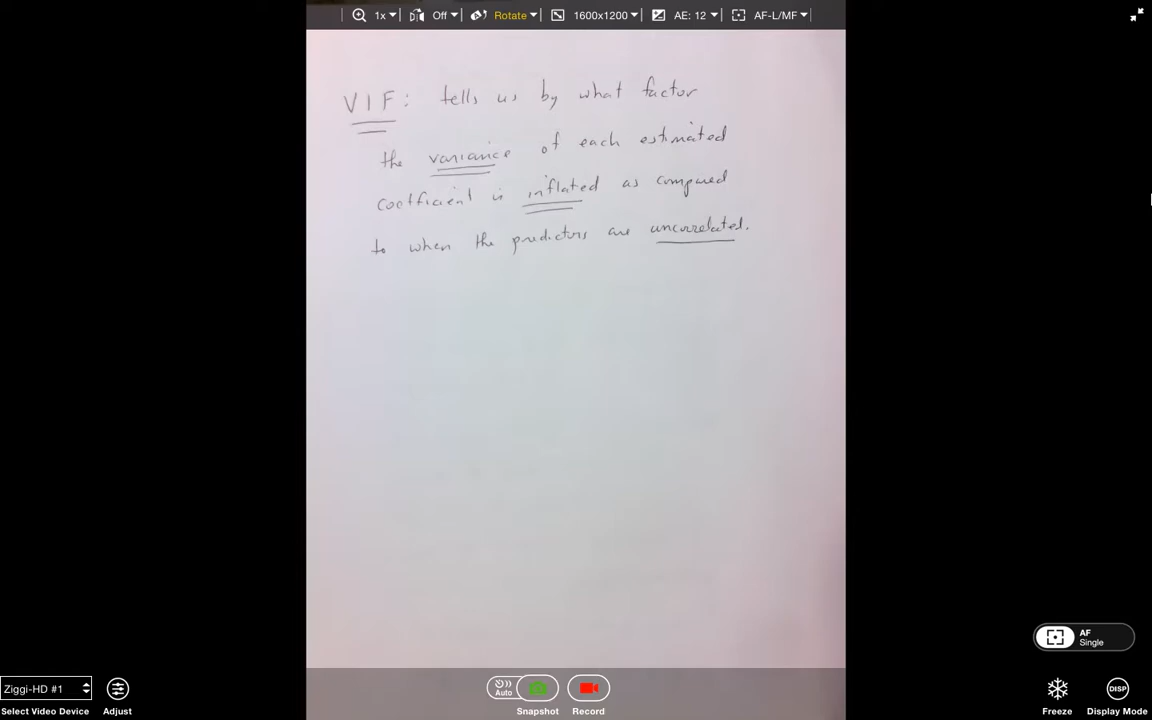 1x Off Rotate 1600x1200 AE: 12 AF-L/MF
VIF: tells us by what factor
the variance of each estimated
coefficient is inflated as compared
to when the predictors are uncorrelated.
AF
Single
Ziggi-HD #1
Auto
Select Video Device Adjust Snapshot Record Freeze DISP Display Mode